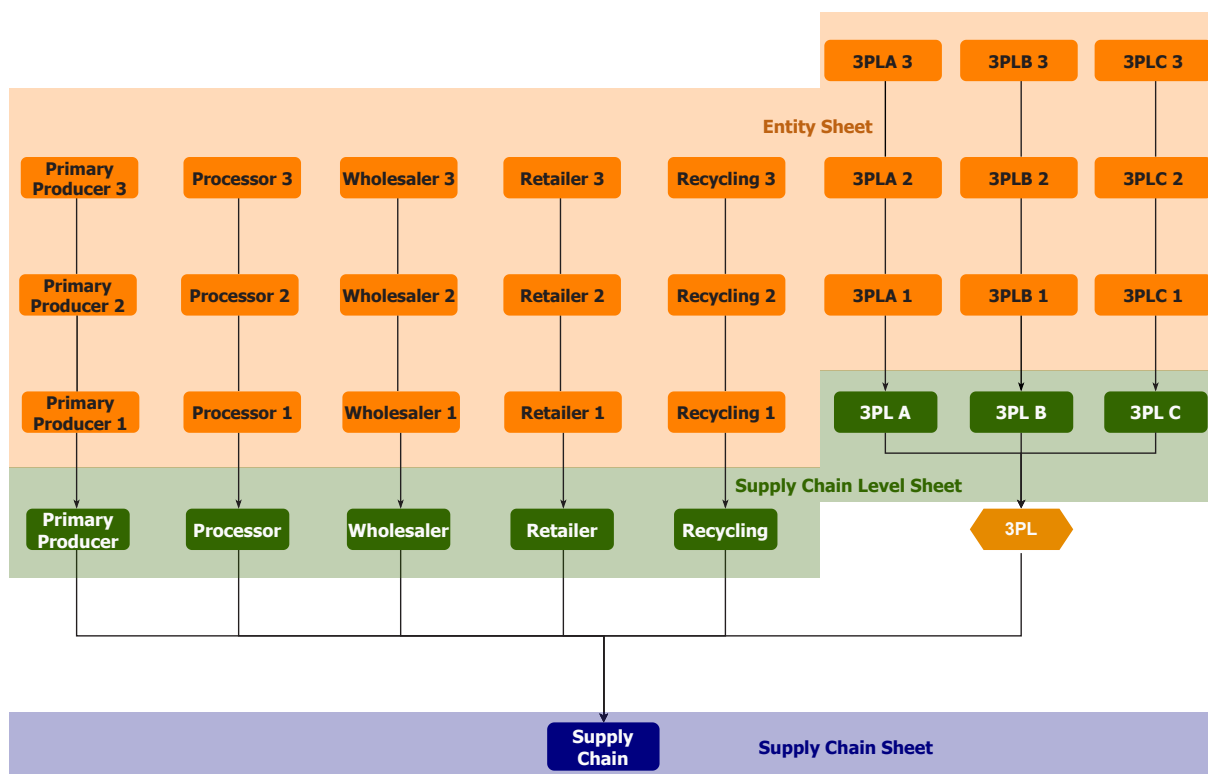 3PLA 3
3PLB 3
3PLC 3
Entity Sheet
Primary
Producer 3
Processor 3
Wholesaler 3
Retailer 3
Recycling 3
3PLA 2
3PLB 2
3PLC 2
Primary
Producer 2
Processor 2
Wholesaler 2
Retailer 2
Recycling 2
3PLA 1
3PLB 1
3PLC 1
Primary
Producer 1
Processor 1
Wholesaler 1
Retailer 1
Recycling 1
3PL A
3PL B
3PL C
Supply Chain Level Sheet
Primary
Producer
Processor
Wholesaler
Retailer
Recycling
3PL
Supply
Chain
Supply Chain Sheet